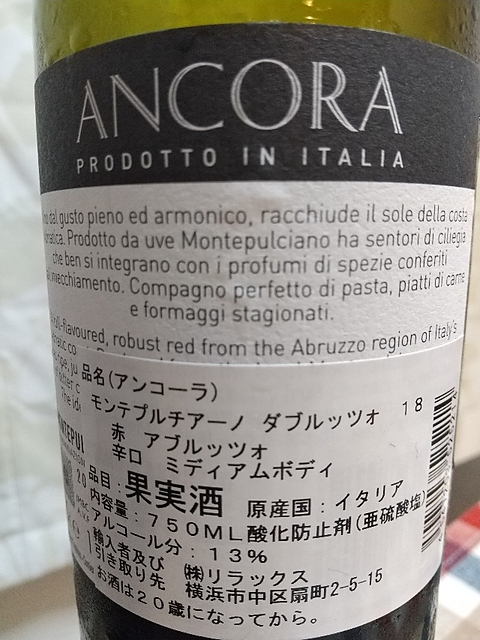 ANCORA
PRODOTTO IN ITALIA
dal gusto pieno ed armonico, racchiude il sole della costa
Prodotto da uve Montepulciano ha sentori di ciliegia
che ben si integrano con i profumi di spezie conferiti
invecchiamento. Compagno perfetto di pasta, piatti di carne
e formaggi stagionati.
full-flavoured, robust red from the Abruzzo region of Italy's
品名(アンコーラ)
モンテプルチアーノ ダブルッツォ 18
赤 アブルッツォ
辛口 ミディアムボディ
品目:果実酒 原産国:イタリア
内容量:750ML 酸化防止剤(亜硫酸塩)
アルコール分:13%
輸入者及び ㈱リラックス
引き取り先 横浜市中区扇町2-5-15
お酒は20歳になってから。